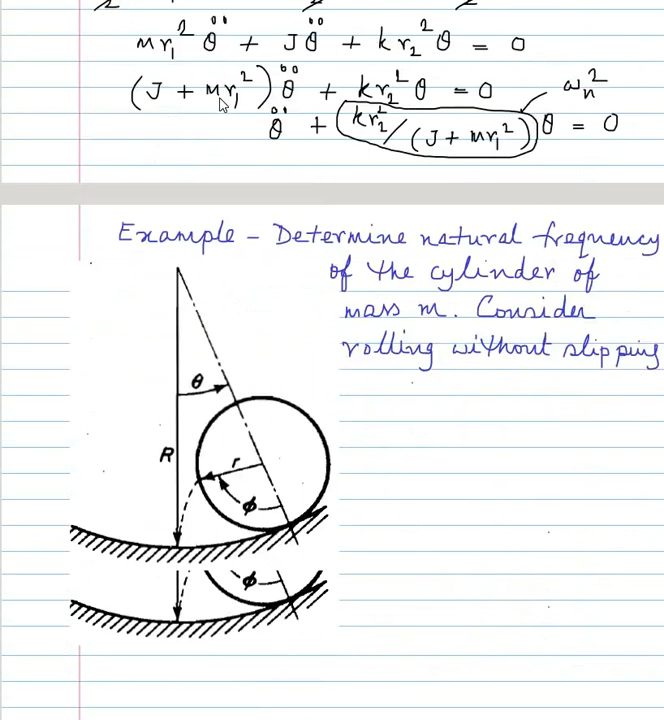 mr₁² θ̈ + Jθ̈ + kr₂²θ = 0
(J + mr₁²) θ̈ + kr₂²θ = 0 ωn²
θ̈ + (kr₂²/(J + mr₁²))θ = 0
Example – Determine natural frequency
of the cylinder of
mass m. Consider
rolling without slipping
θ
R
r
ϕ
ϕ